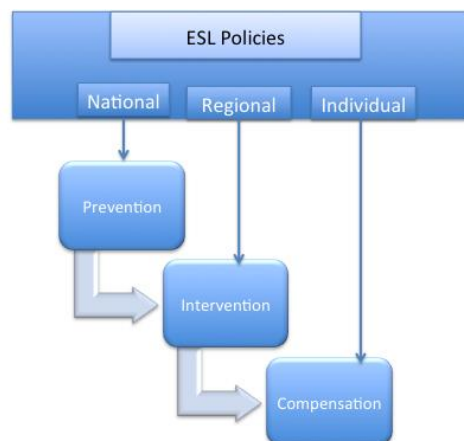 ESL Policies
National Regional Individual
Prevention
Intervention
Compensation